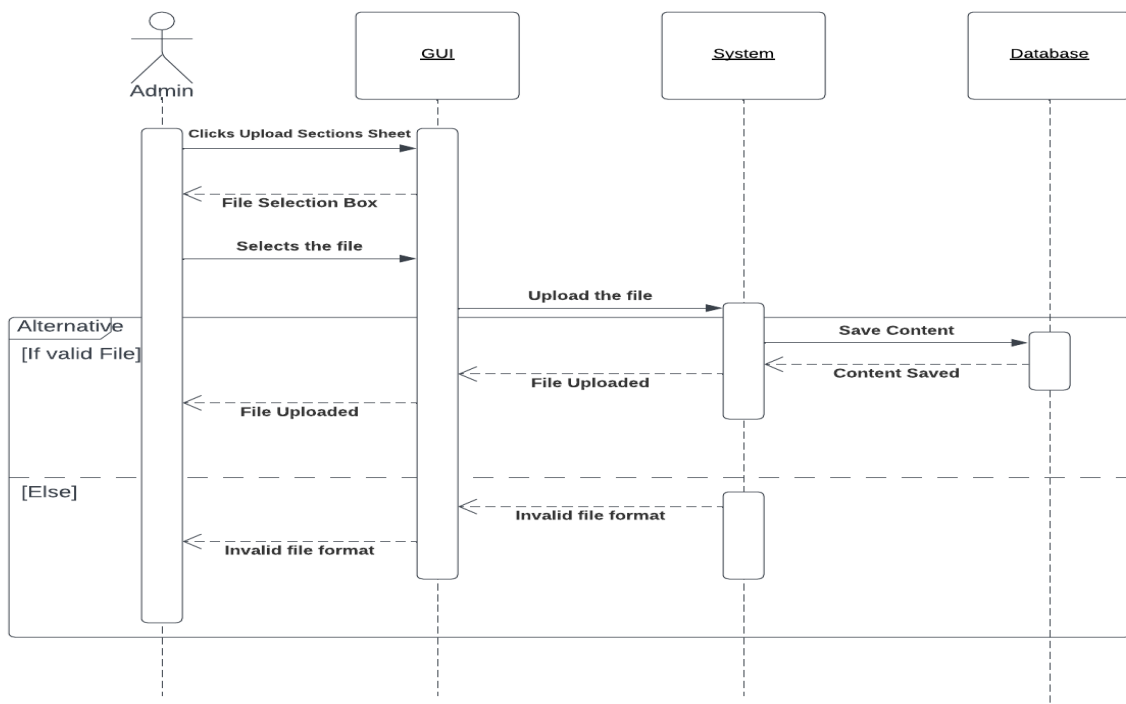 GUI
System
Database
Admin
Clicks Upload Sections Sheet
File Selection Box
Selects the file
Upload the file
Alternative
Save Content
[If valid File]
Content Saved
File Uploaded
File Uploaded
[Else]
Invalid file format
Invalid file format